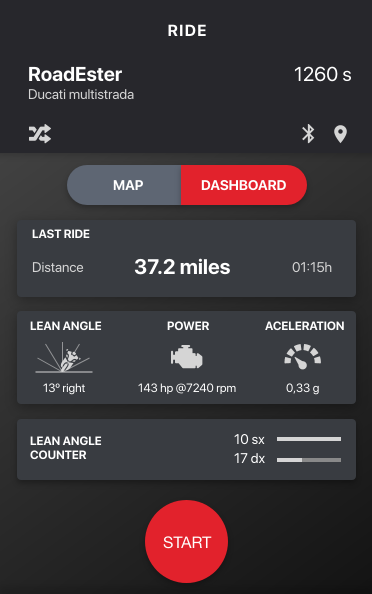 RIDE
RoadEster 1260 s
Ducati multistrada
MAP DASHBOARD
LAST RIDE
Distance 37.2 miles 01:15h
LEAN ANGLE POWER ACELERATION
13º right 143 hp @7240 rpm 0,33 g
LEAN ANGLE
COUNTER
10 sx
17 dx
START